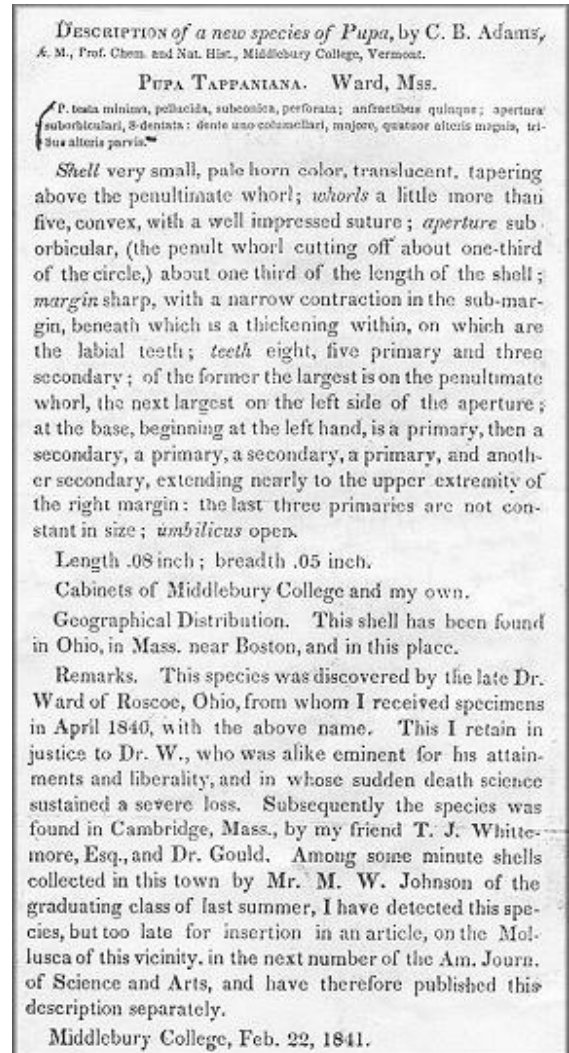 Description of a new species of Pupa, by C. B. Adams,
A. M., Prof. Chem. and Nat. Hist., Middlebury College, Vermont.
Pupa Tappaniana. Ward, Mss.
P. testa minima, pellucida, subconica, perforata; anfractibus quinque; apertura
suborbiculari, 8-dentata: dente uno columellari, majore, quatuor alteris magnis, tri-
bus alteris parvis.
Shell very small, pale horn color, translucent, tapering
above the penultimate whorl; whorls a little more than
five, convex, with a well impressed suture; aperture sub
orbicular, (the penult whorl cutting off about one-third
of the circle,) about one third of the length of the shell;
margin sharp, with a narrow contraction in the sub-mar-
gin, beneath which is a thickening within, on which are
the labial teeth; teeth eight, five primary and three
secondary; of the former the largest is on the penultimate
whorl, the next largest on the left side of the aperture;
at the base, beginning at the left hand, is a primary, then a
secondary, a primary, a secondary, a primary, and anoth-
er secondary, extending nearly to the upper extremity of
the right margin: the last three primaries are not con-
stant in size; umbilicus open.
Length .08 inch; breadth .05 inch.
Cabinets of Middlebury College and my own.
Geographical Distribution. This shell has been found
in Ohio, in Mass. near Boston, and in this place.
Remarks. This species was discovered by the late Dr.
Ward of Roscoe, Ohio, from whom I received specimens
in April 1840, with the above name. This I retain in
justice to Dr. W., who was alike eminent for his attain-
ments and liberality, and in whose sudden death science
sustained a severe loss. Subsequently the species was
found in Cambridge, Mass., by my friend T. J. Whitte-
more, Esq., and Dr. Gould. Among some minute shells
collected in this town by Mr. M. W. Johnson of the
graduating class of last summer, I have detected this spe-
cies, but too late for insertion in an article, on the Mol-
lusca of this vicinity, in the next number of the Am. Journ.
of Science and Arts, and have therefore published this
description separately.
Middlebury College, Feb. 22, 1841.